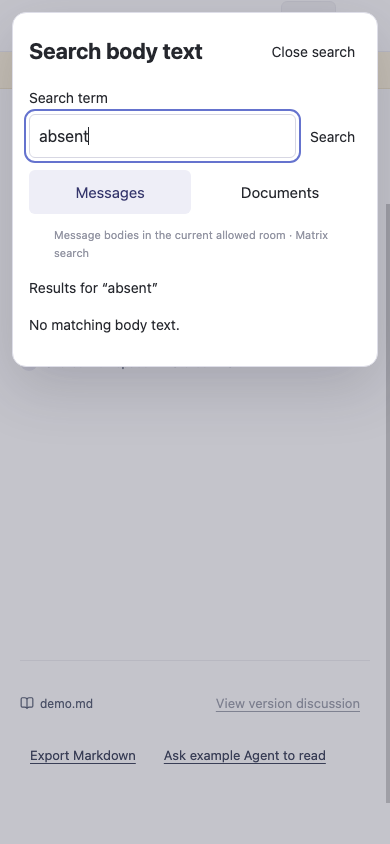 Search body text
Close search
Search term
absent
Search
Messages
Documents
Message bodies in the current allowed room · Matrix
search
Results for “absent”
No matching body text.
demo.md
View version discussion
Export Markdown
Ask example Agent to read